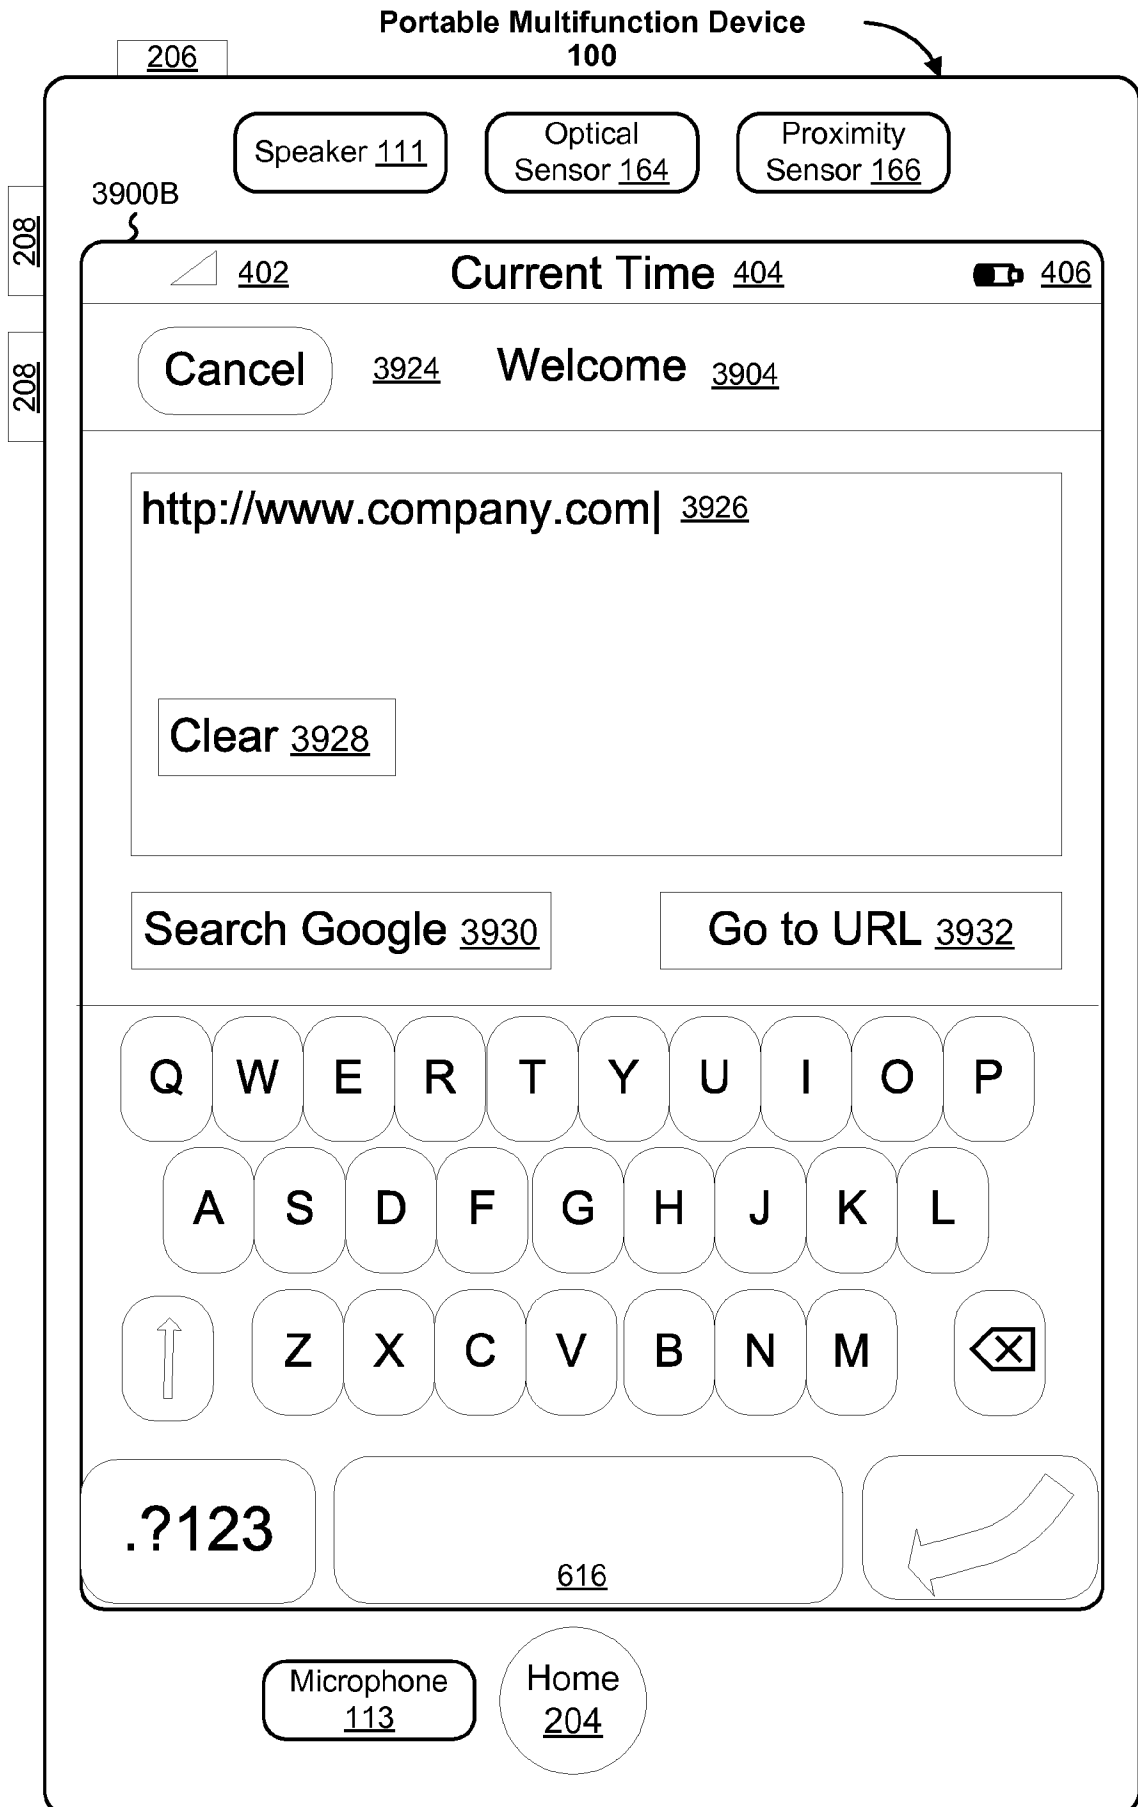 Portable Multifunction Device
100
206
Speaker 111
Optical
Sensor 164
Proximity
Sensor 166
3900B
208
208
402
Current Time 404
406
Cancel 3924
Welcome 3904
http://www.company.com| 3926
Clear 3928
Search Google 3930
Go to URL 3932
Q W E R T Y U I O P
A S D F G H J K L
Z X C V B N M
.?123
616
Microphone
113
Home
204